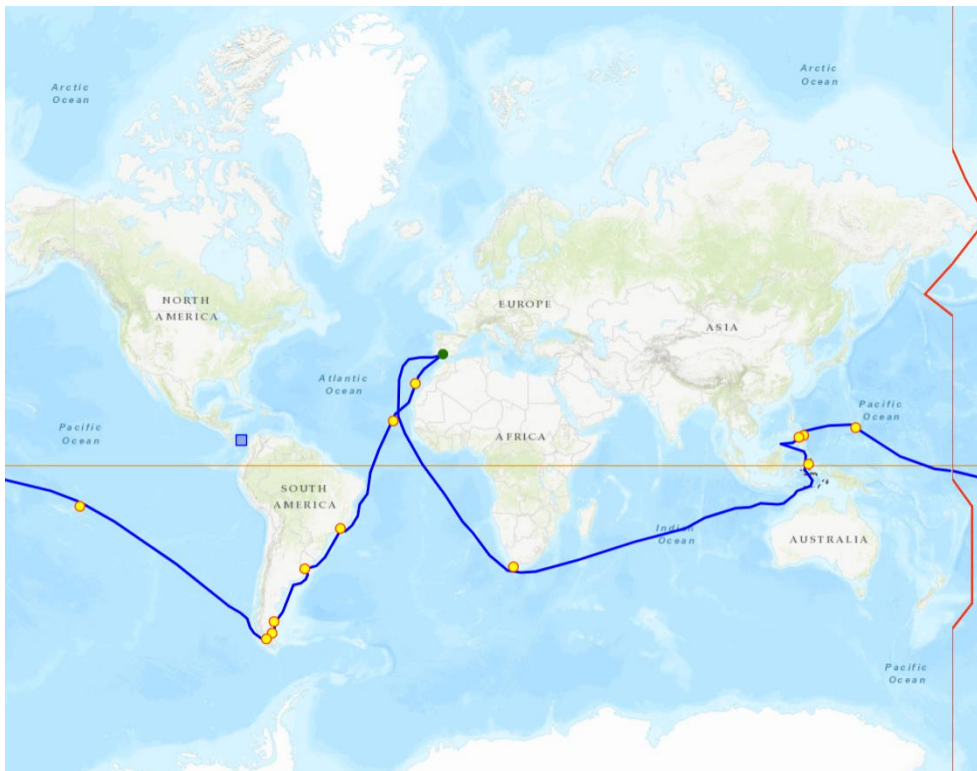 Arctic
Ocean
Arctic
Ocean
NORTH
AMERICA
EUROPE
ASIA
Atlantic
Ocean
Pacific
Ocean
Pacific
Ocean
AFRICA
SOUTH
AMERICA
Indian
Ocean
AUSTRALIA
Pacific
Ocean